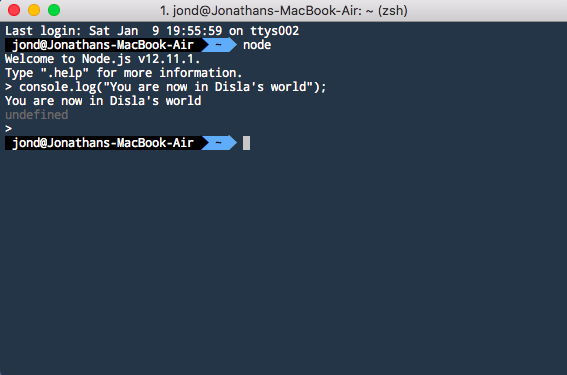 1. jond@Jonathans-MacBook-Air: ~ (zsh)
Last login: Sat Jan  9 19:55:59 on ttys002
jond@Jonathans-MacBook-Air ~ node
Welcome to Node.js v12.11.1.
Type ".help" for more information.
> console.log("You are now in Disla's world");
You are now in Disla's world
undefined
>
jond@Jonathans-MacBook-Air ~